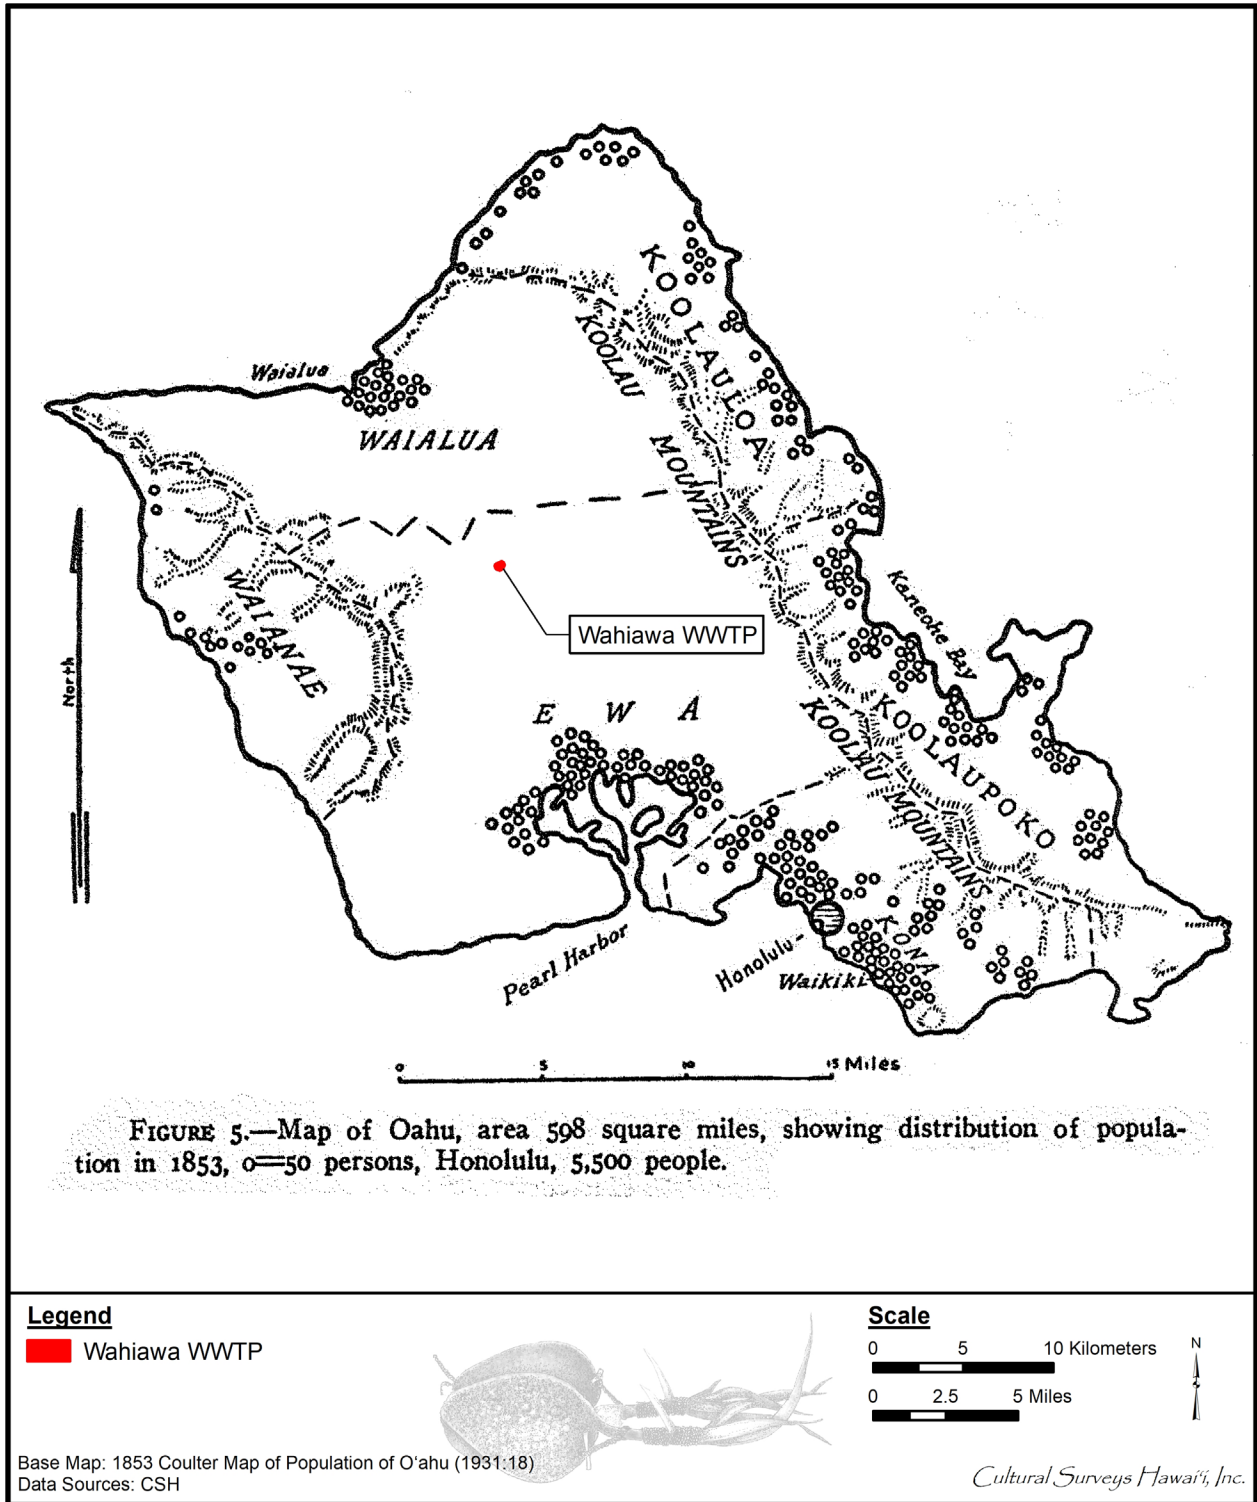 Waialua
WAIALUA
KOOLAULOA
KOOLAU
MOUNTAINS
WAIANAE
North
Wahiawa WWTP
Kaneohe Bay
EWA
KOOLAUPOKO
KOOLAU MOUNTAINS
Pearl Harbor
Honolulu
Waikiki
KONA
0 5 10 15 Miles
FIGURE 5.—Map of Oahu, area 598 square miles, showing distribution of popula-
tion in 1853, o=50 persons, Honolulu, 5,500 people.
Legend
Wahiawa WWTP
Scale
0 5 10 Kilometers
0 2.5 5 Miles
N
Base Map: 1853 Coulter Map of Population of Oʻahu (1931:18)
Data Sources: CSH
Cultural Surveys Hawaiʻi, Inc.